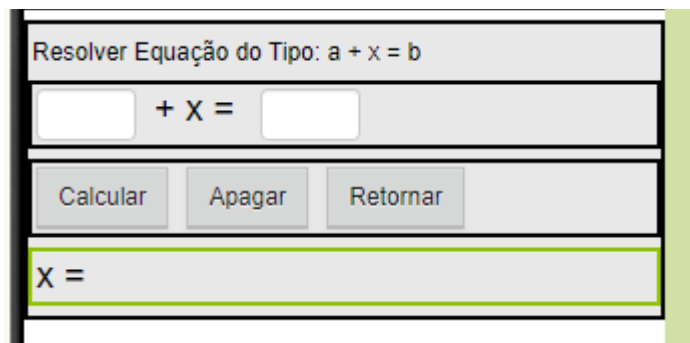 Resolver Equação do Tipo: a + x = b
+ x =
Calcular Apagar Retornar
x =